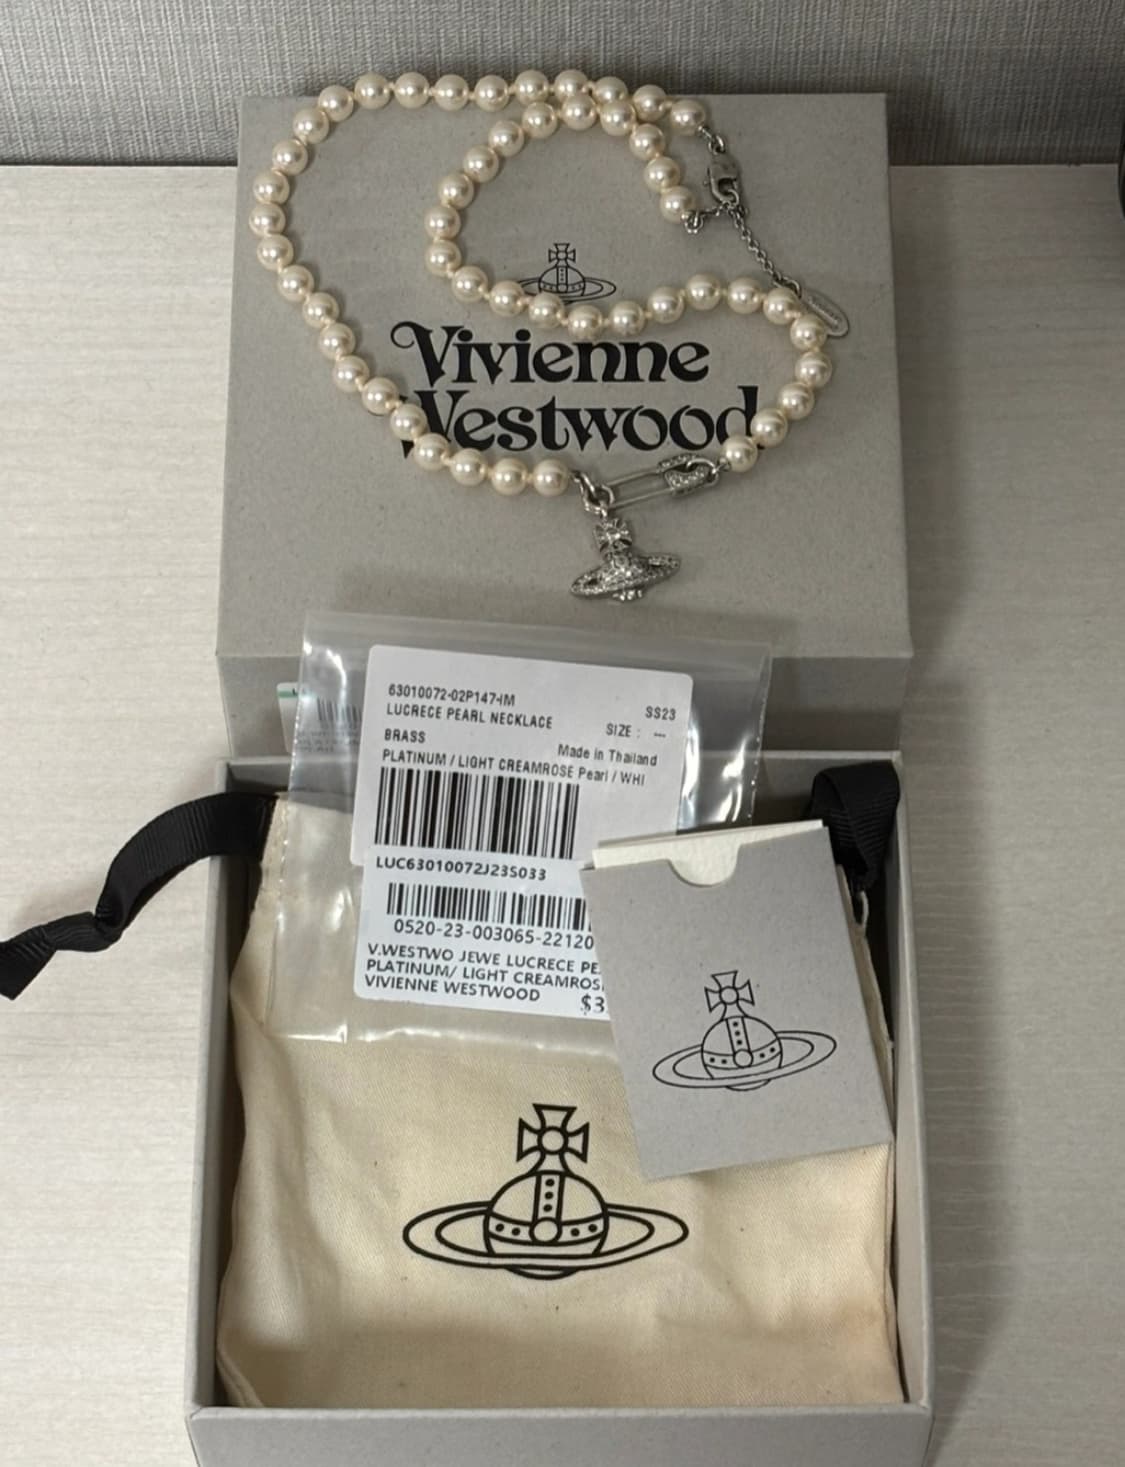 Vivienne
Westwood
63010072-02P147-IM
SS23
LUCRECE PEARL NECKLACE
SIZE : ---
BRASS
Made in Thailand
PLATINUM / LIGHT CREAMROSE Pearl / WHI
LUC63010072J23S033
0520-23-003065-22120
V.WESTWO JEWE LUCRECE PE
PLATINUM/ LIGHT CREAMROS
VIVIENNE WESTWOOD
$3